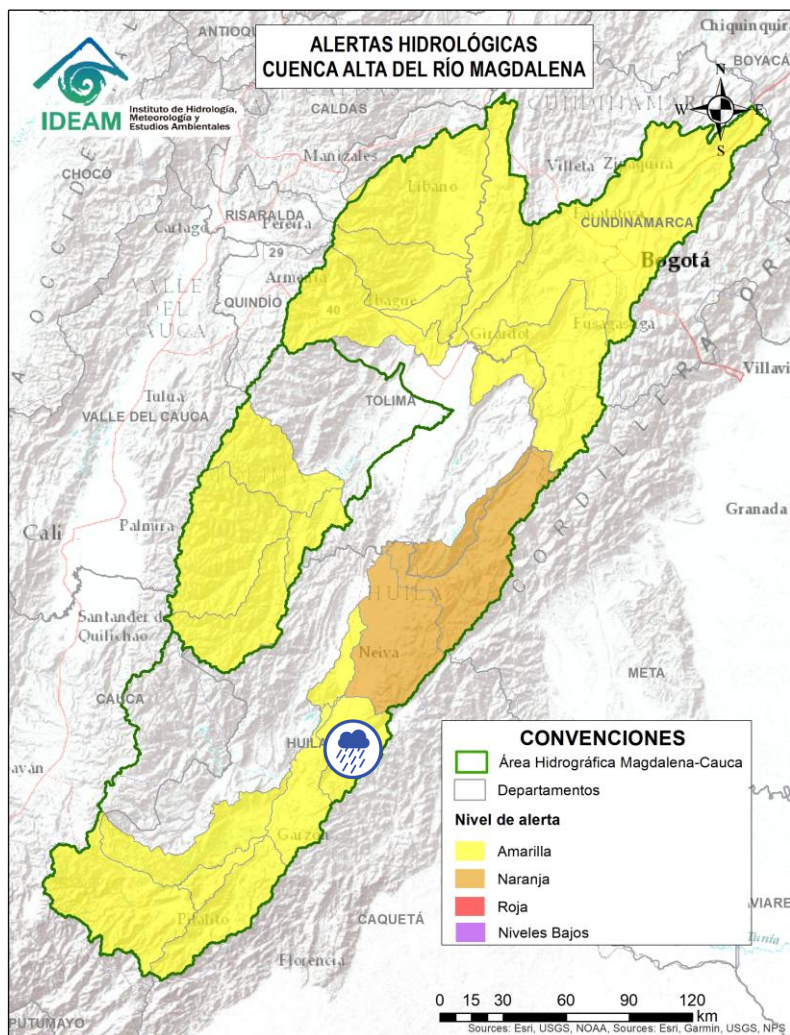 ALERTAS HIDROLÓGICAS
CUENCA ALTA DEL RÍO MAGDALENA
IDEAM
Instituto de Hidrología,
Meteorología y
Estudios Ambientales
Chiquinquirá
BOYACÁ
CALDAS
N
W
E
S
Manizales
Líbano
Villeta
CHOCÓ
RISARALDA
Pereira
Cartago
CUNDINAMARCA
Bogotá
29
Armenia
QUINDÍO
40
Ibagué
VALLE
DEL
CAUCA
Girardot
Fusagasuga
Villavi
Tuluá
TOLIMA
VALLE DEL CAUCA
CORDILLERA
Granada
Cali
Palmira
HUILA
Santander de
Quilichao
Neiva
META
CAUCA
HUILA
Garzón
Pitalito
CAQUETÁ
Florencia
PUTUMAYO
VIARE
Tunía
CONVENCIONES
Área Hidrográfica Magdalena-Cauca
Departamentos
Nivel de alerta
Amarilla
Naranja
Roja
Niveles Bajos
0 15 30 60 90 120
km
Sources: Esri, USGS, NOAA, Sources: Esri, Garmin, USGS, NPS